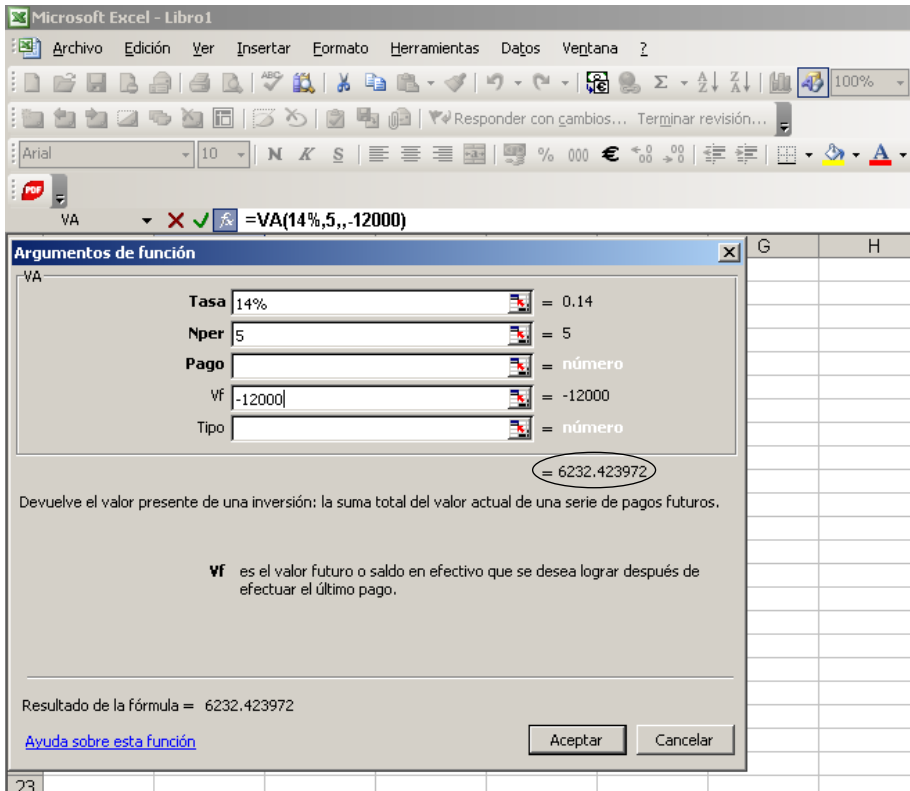 Microsoft Excel - Libro1
Archivo Edición Ver Insertar Formato Herramientas Datos Ventana ?
ABC Σ A Z Z A 100%
Responder con cambios... Terminar revisión...
Arial 10 N K S % 000 € A
PDF
VA =VA(14%,5,,-12000)
Argumentos de función G H
VA
Tasa 14% = 0.14
Nper 5 = 5
Pago = número
Vf -12000 = -12000
Tipo = número
= 6232.423972
Devuelve el valor presente de una inversión: la suma total del valor actual de una serie de pagos futuros.
Vf es el valor futuro o saldo en efectivo que se desea lograr después de
efectuar el último pago.
Resultado de la fórmula = 6232.423972
Ayuda sobre esta función Aceptar Cancelar
23